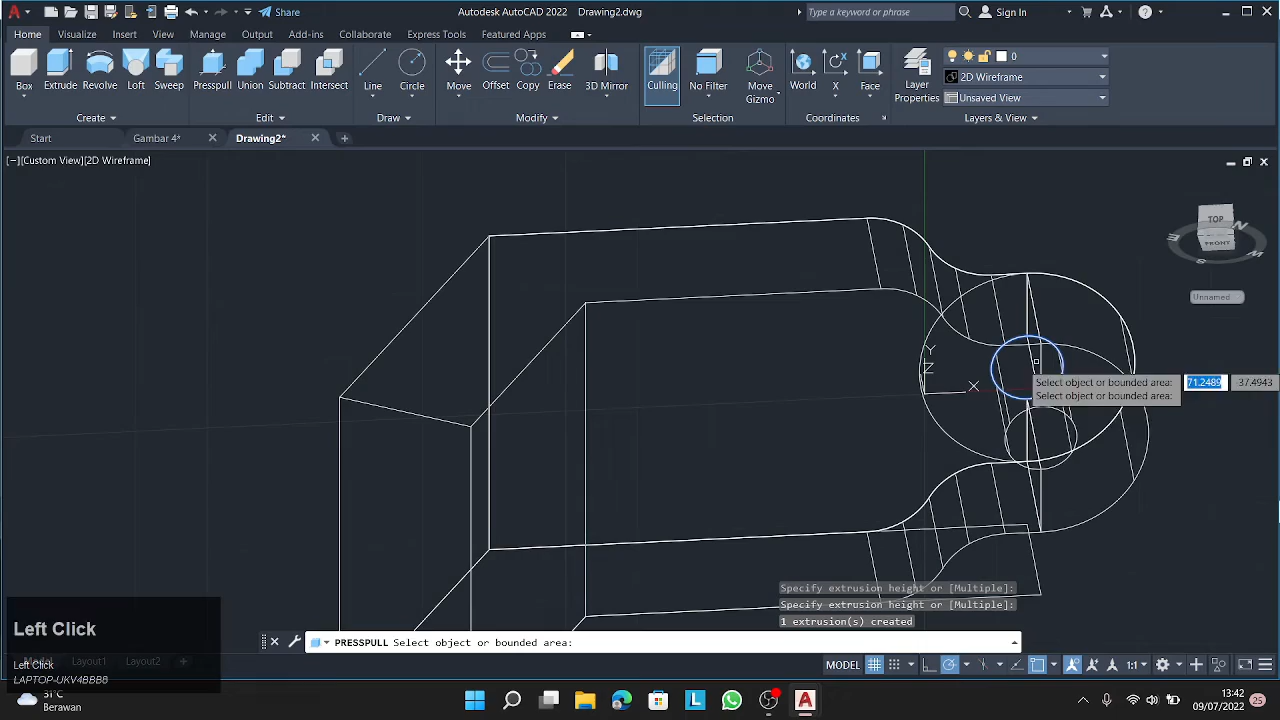 Share
Autodesk AutoCAD 2022 Drawing2.dwg
Type a keyword or phrase
Sign In
Home Visualize Insert View Manage Output Add-ins Collaborate Express Tools Featured Apps
Box Extrude Revolve Loft Sweep Presspull Union Subtract Intersect Line Circle Move Offset Copy Erase 3D Mirror Culling No Filter Move Gizmo World X Face Layer Properties
0
2D Wireframe
Unsaved View
Create Edit Draw Modify Selection Coordinates Layers & View
Start Gambar 4* Drawing2*
[−][Custom View][2D Wireframe]
TOP
FRONT
N
E
S
W
Unnamed
Y
Z
X
Select object or bounded area: 71.2489 37.4943
Select object or bounded area:
Specify extrusion height or [Multiple]:
Specify extrusion height or [Multiple]:
1 extrusion(s) created
PRESSPULL Select object or bounded area:
Left Click
Left Click
LAPTOP-UKV4BBB8
Model Layout1 Layout2
MODEL 1:1
31°C
Berawan
13:42
09/07/2022
25